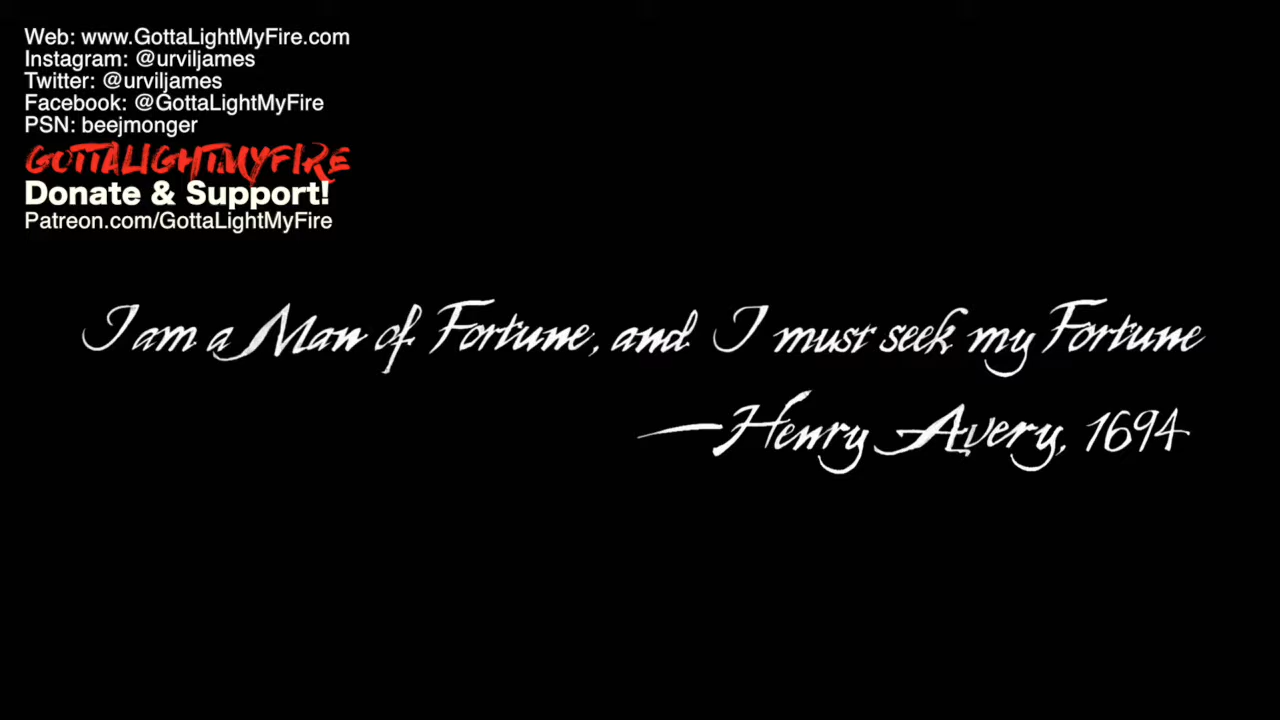 Web: www.GottaLightMyFire.com
Instagram: @urviljames
Twitter: @urviljames
Facebook: @GottaLightMyFire
PSN: beejmonger
GOTTALIGHTMYFIRE
Donate & Support!
Patreon.com/GottaLightMyFire
I am a Man of Fortune, and I must seek my Fortune
—Henry Avery, 1694